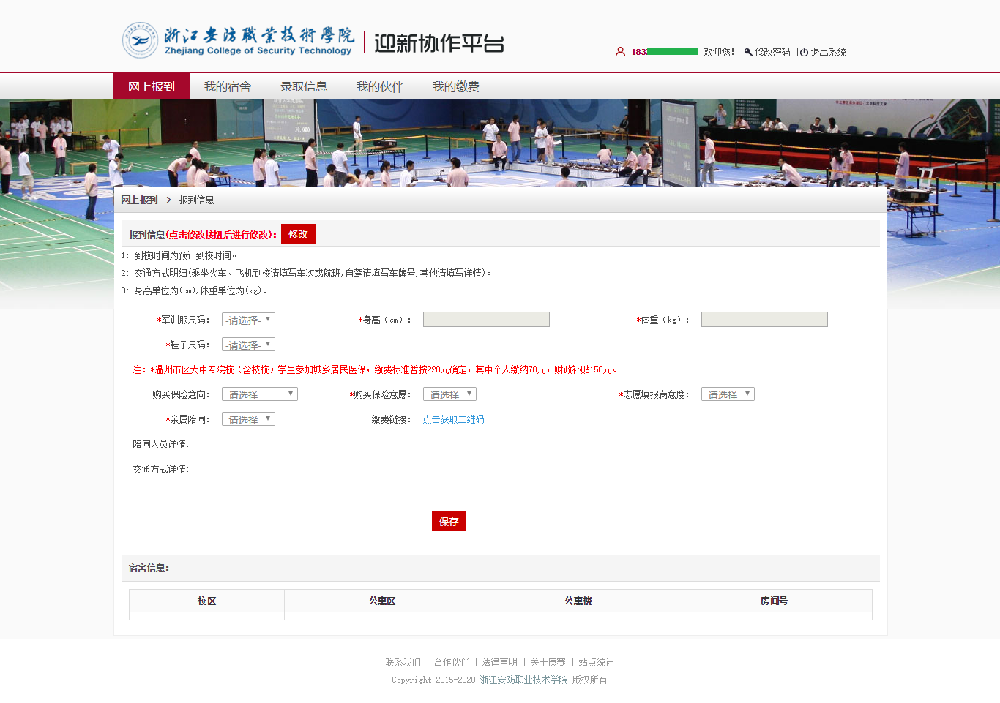 浙江安防職業技術學院
Zhejiang College of Security Technology
迎新协作平台
183 欢迎您! | 修改密码 | 退出系统
网上报到 我的宿舍 录取信息 我的伙伴 我的缴费
30.000
网上报到 > 报到信息
报到信息(点击修改按钮后进行修改): 修改
1: 到校时间为预计到校时间。
2: 交通方式明细(乘坐火车、飞机到校请填写车次或航班,自驾请填写车牌号,其他请填写详情)。
3: 身高单位为(cm),体重单位为(kg)。
*军训服尺码: -请选择- *身高(cm): *体重(kg):
*鞋子尺码: -请选择-
注: *温州市区大中专院校(含技校)学生参加城乡居民医保, 缴费标准暂按220元确定, 其中个人缴纳70元, 财政补贴150元。
购买保险意向: -请选择- *购买保险意愿: -请选择- *志愿填报满意度: -请选择-
*亲属陪同: -请选择- 缴费链接: 点击获取二维码
陪同人员详情:
交通方式详情:
保存
宿舍信息:
校区 公寓区 公寓楼 房间号
联系我们 | 合作伙伴 | 法律声明 | 关于康赛 | 站点统计
Copyright 2015-2020 浙江安防职业技术学院 版权所有